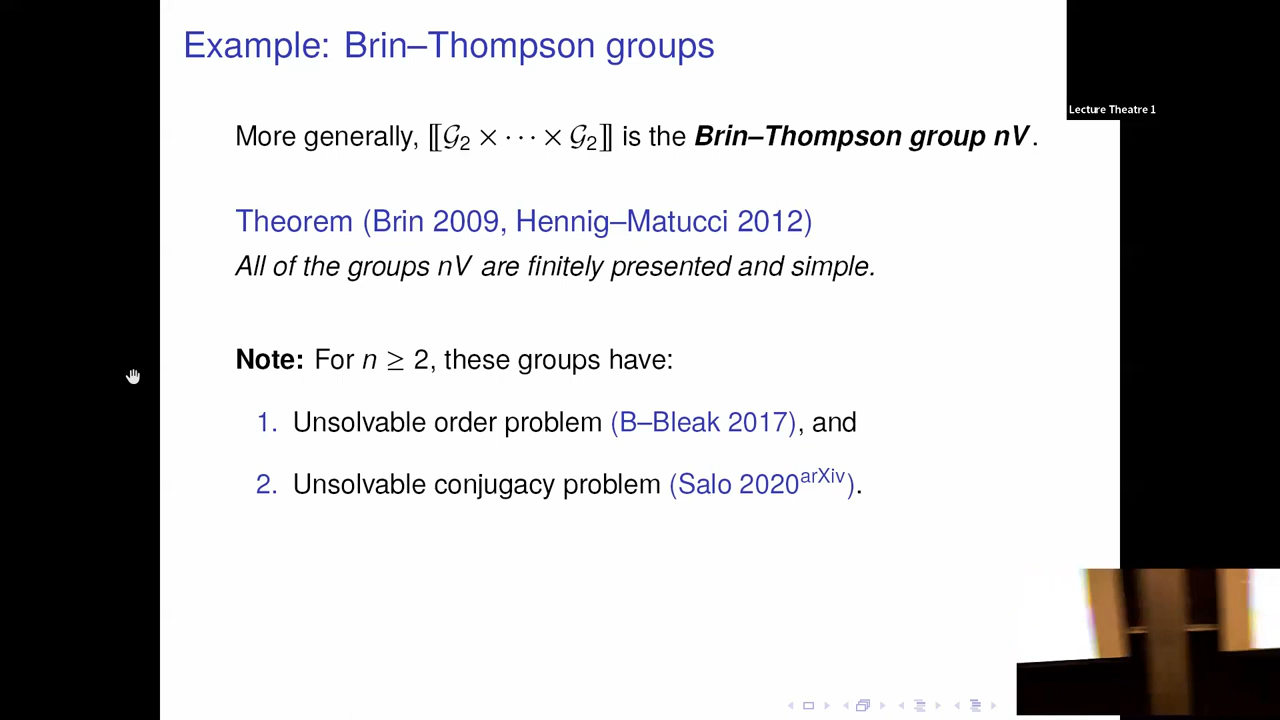 Example: Brin–Thompson groups
Lecture Theatre 1
More generally, ⟦𝒢₂ × ⋯ × 𝒢₂⟧ is the Brin–Thompson group nV.
Theorem (Brin 2009, Hennig–Matucci 2012)
All of the groups nV are finitely presented and simple.
Note: For n ≥ 2, these groups have:
1. Unsolvable order problem (B–Bleak 2017), and
2. Unsolvable conjugacy problem (Salo 2020^arXiv).